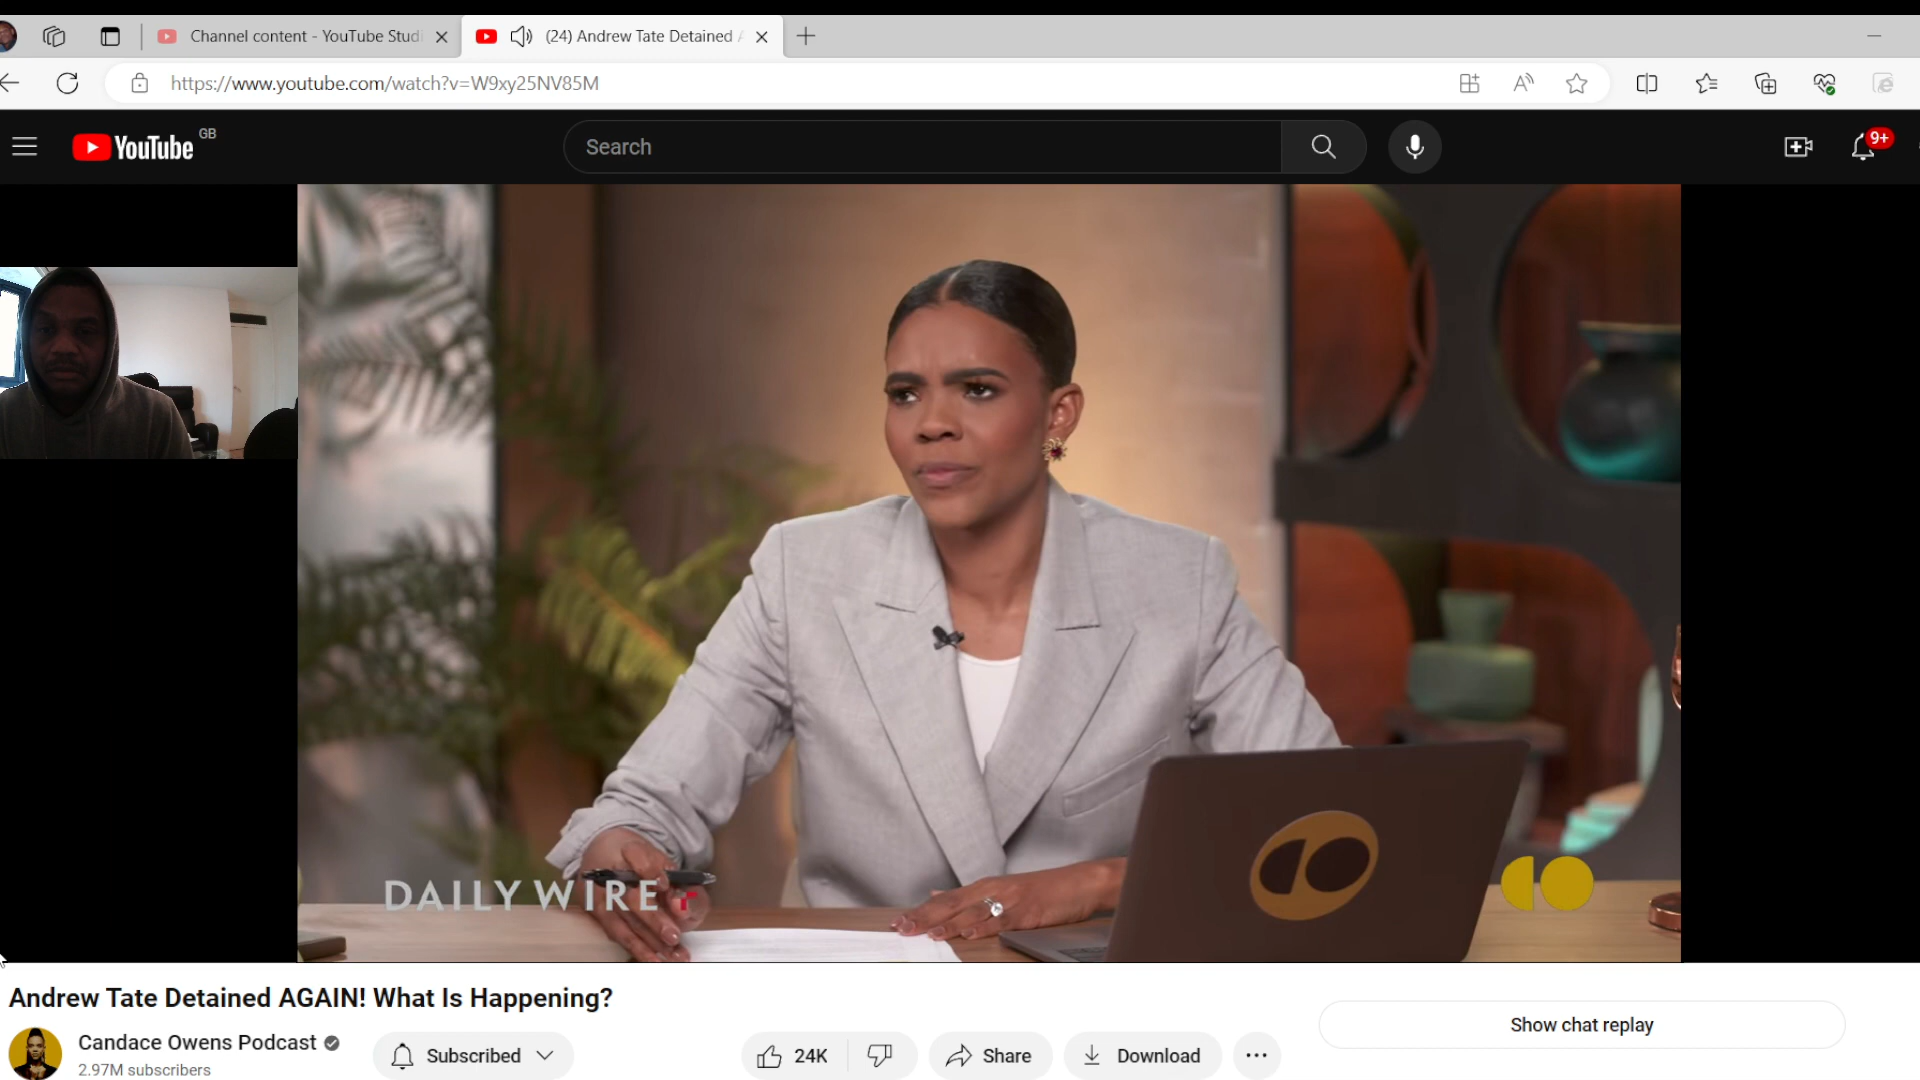 Channel content - YouTube Studi
(24) Andrew Tate Detained A
https://www.youtube.com/watch?v=W9xy25NV85M
YouTube GB
Search
9+
DAILY WIRE
Andrew Tate Detained AGAIN! What Is Happening?
Show chat replay
Candace Owens Podcast
2.97M subscribers
Subscribed
24K
Share
Download